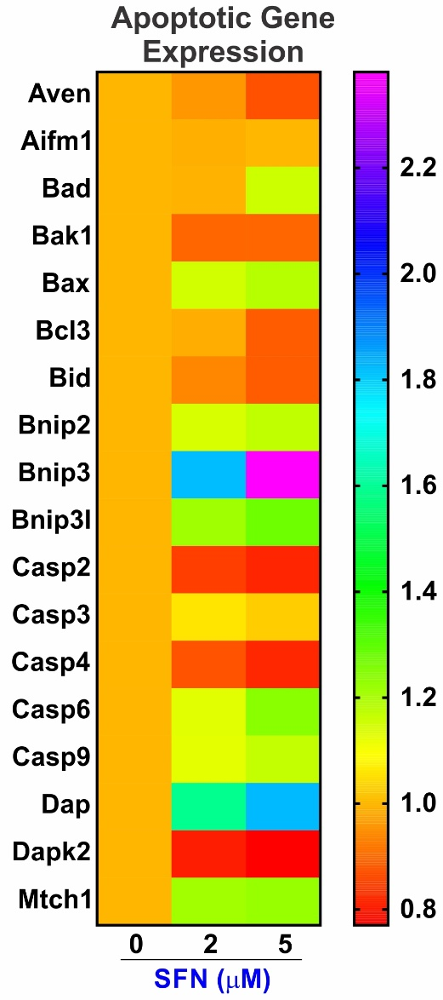 Apoptotic Gene
Expression
Aven
Aifm1
Bad
Bak1
Bax
Bcl3
Bid
Bnip2
Bnip3
Bnip3l
Casp2
Casp3
Casp4
Casp6
Casp9
Dap
Dapk2
Mtch1
2.2
2.0
1.8
1.6
1.4
1.2
1.0
0.8
0 2 5
SFN (μM)